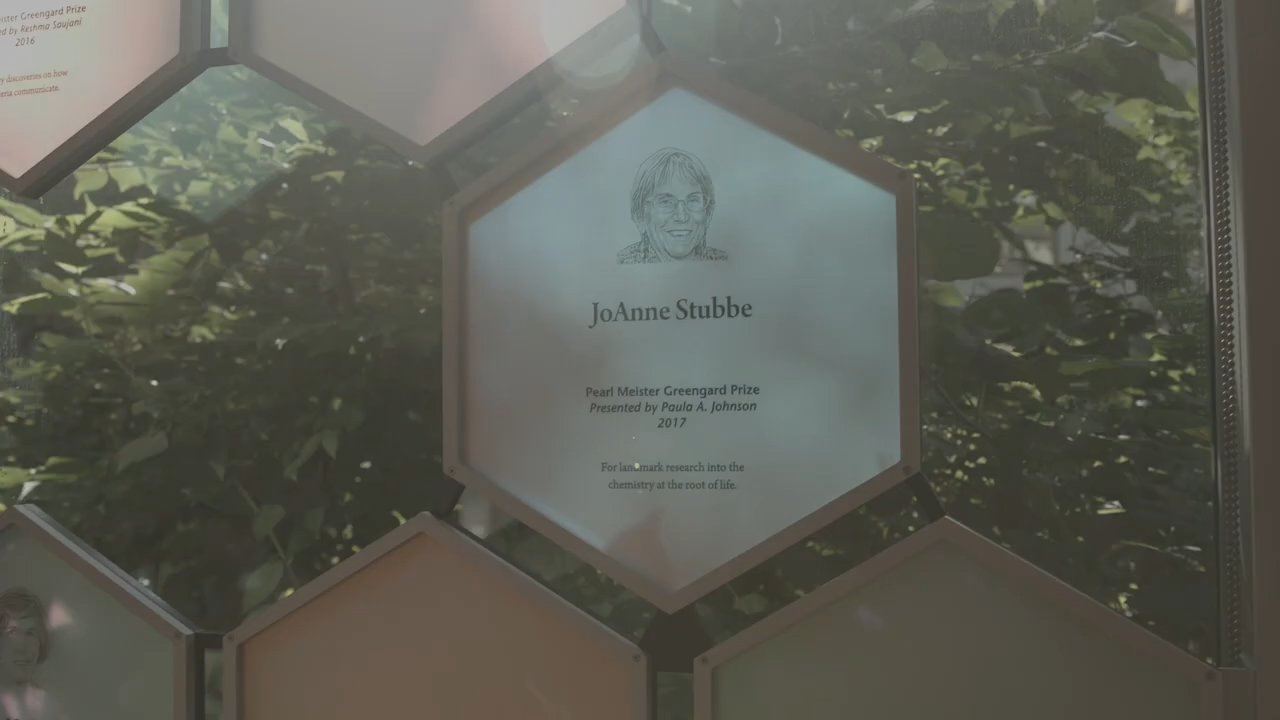 Greengard Prize
by Reshma Saujani
2016
discoveries on how
communicate.
JoAnne Stubbe
Pearl Meister Greengard Prize
Presented by Paula A. Johnson
2017
For landmark research into the
chemistry at the root of life.